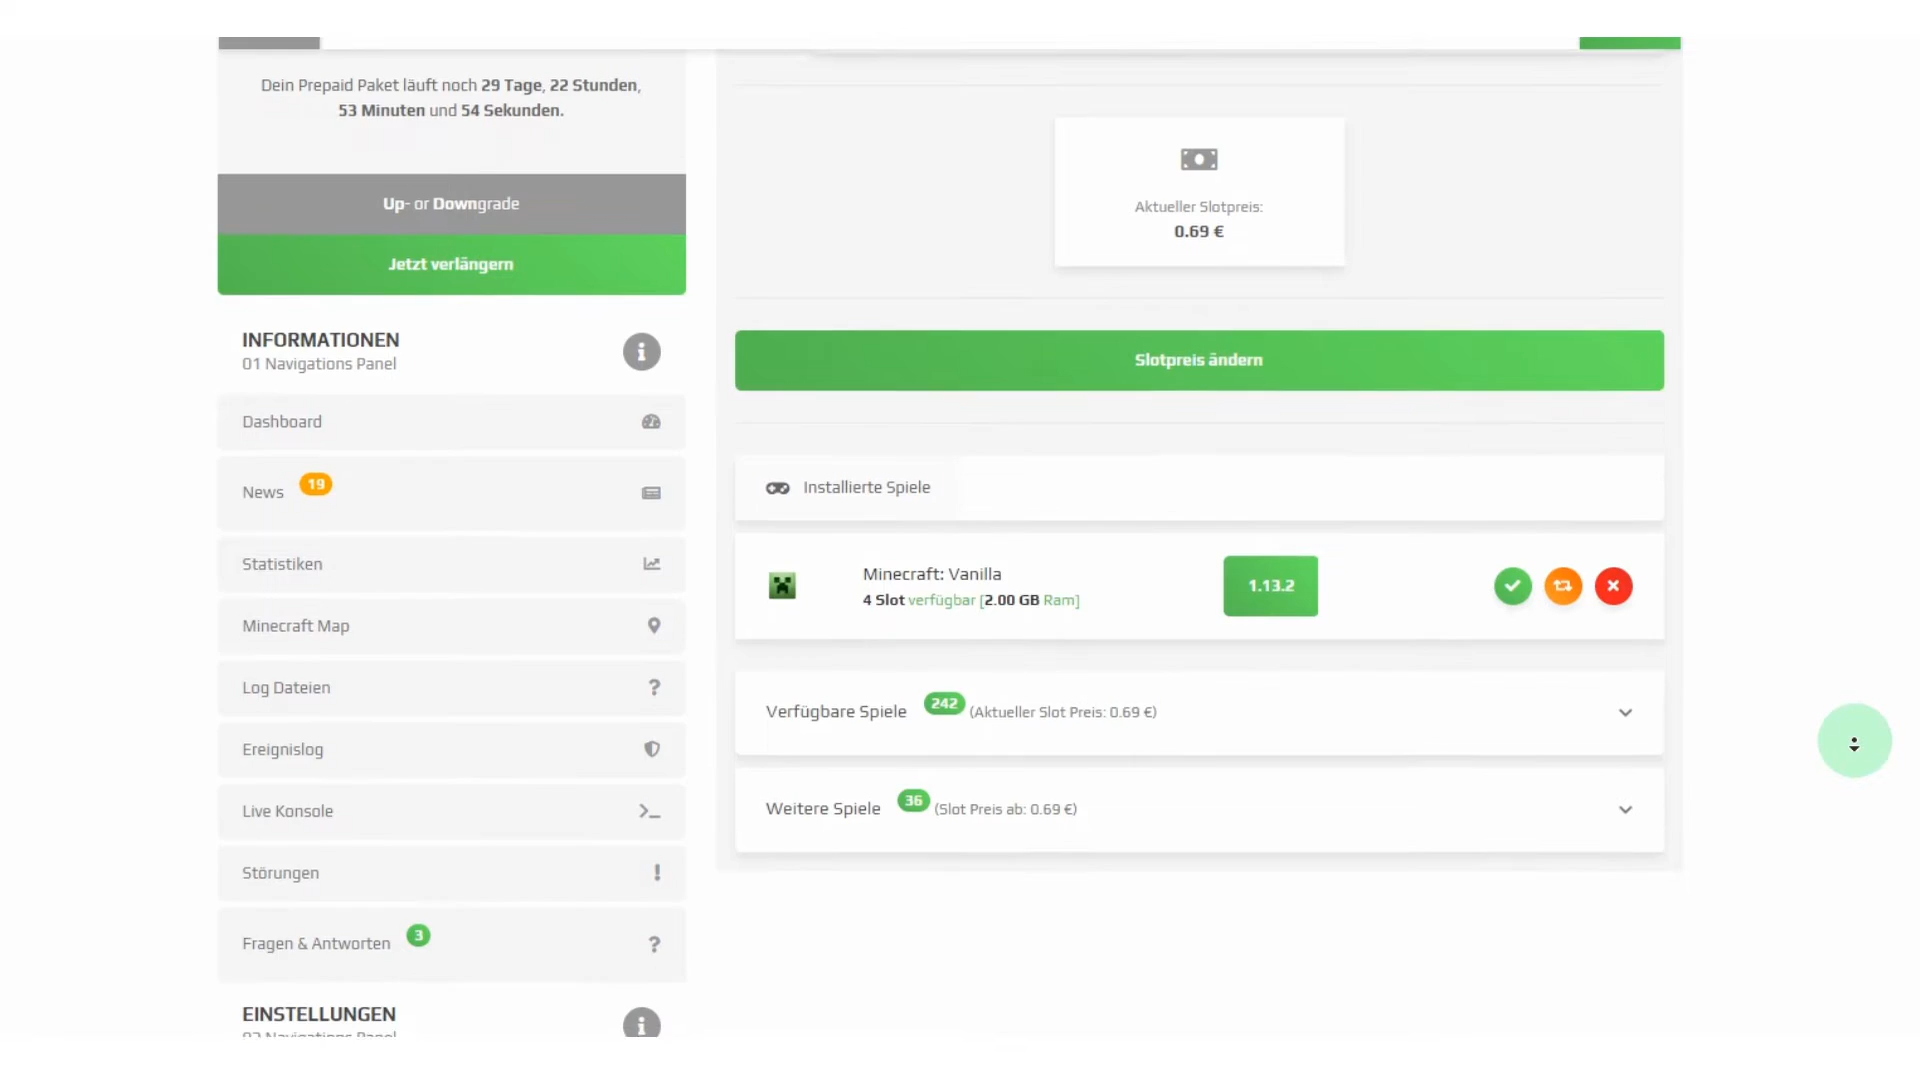 Dein Prepaid Paket läuft noch 29 Tage, 22 Stunden,
53 Minuten und 54 Sekunden.
Up- or Downgrade
Jetzt verlängern
INFORMATIONEN
01 Navigations Panel
Dashboard
News 19
Statistiken
Minecraft Map
Log Dateien
Ereignislog
Live Konsole
Störungen
Fragen & Antworten 3
EINSTELLUNGEN
Aktueller Slotpreis:
0.69 €
Slotpreis ändern
Installierte Spiele
Minecraft: Vanilla
4 Slot verfügbar [2.00 GB Ram]
1.13.2
Verfügbare Spiele 242 (Aktueller Slot Preis: 0.69 €)
Weitere Spiele 36 (Slot Preis ab: 0.69 €)